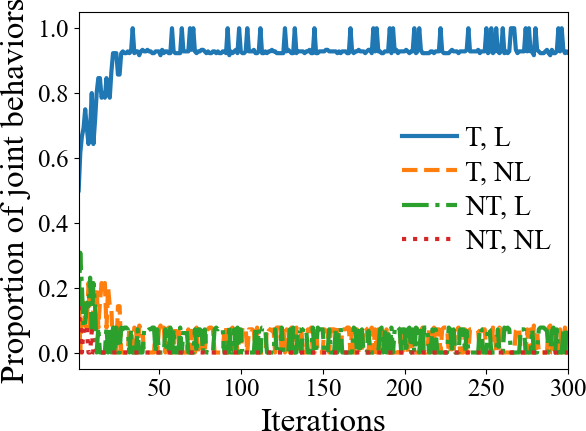 Proportion of joint behaviors
1.0
0.8
0.6
0.4
0.2
0.0
T, L
T, NL
NT, L
NT, NL
50
100
150
200
250
300
Iterations